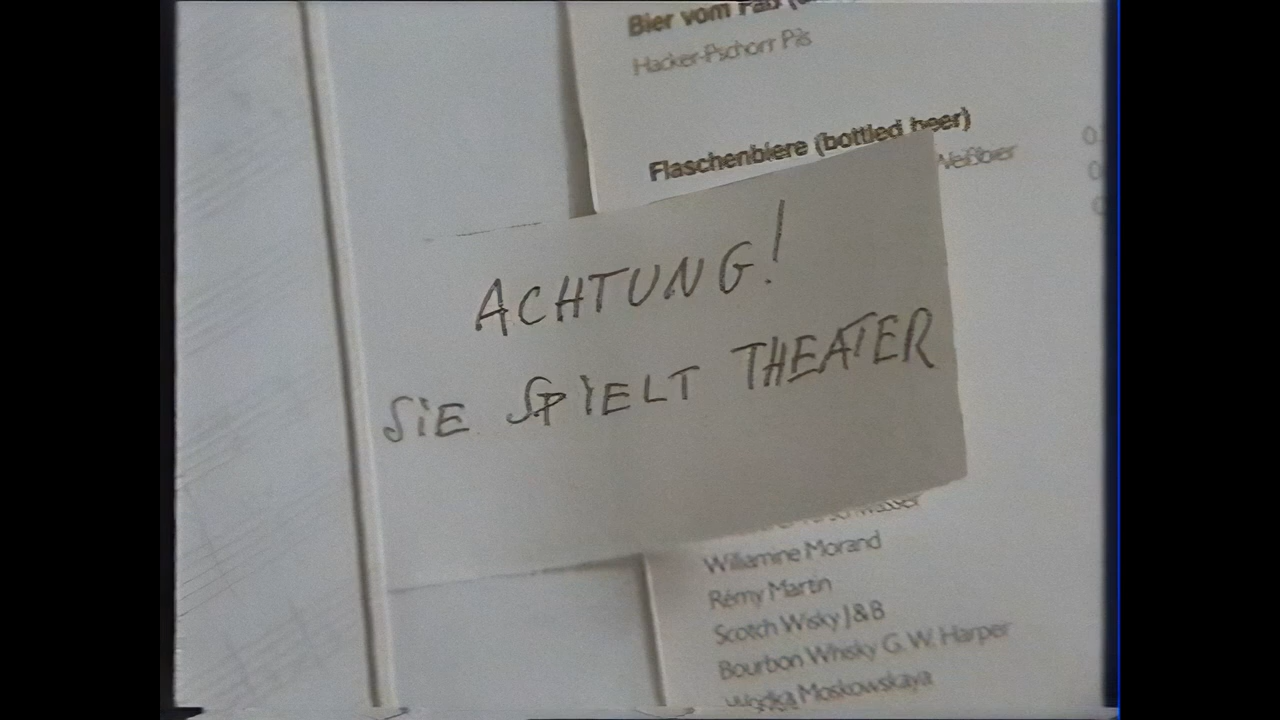 Bier vom Faß
Hacker-Pschorr Pils
Flaschenbiere (bottled beer)
Weißbier
ACHTUNG!
SIE SPIELT THEATER
Williamine Morand
Rémy Martin
Scotch Wisky J&B
Bourbon Whisky G. W. Harper
Wodka Moskowskaya